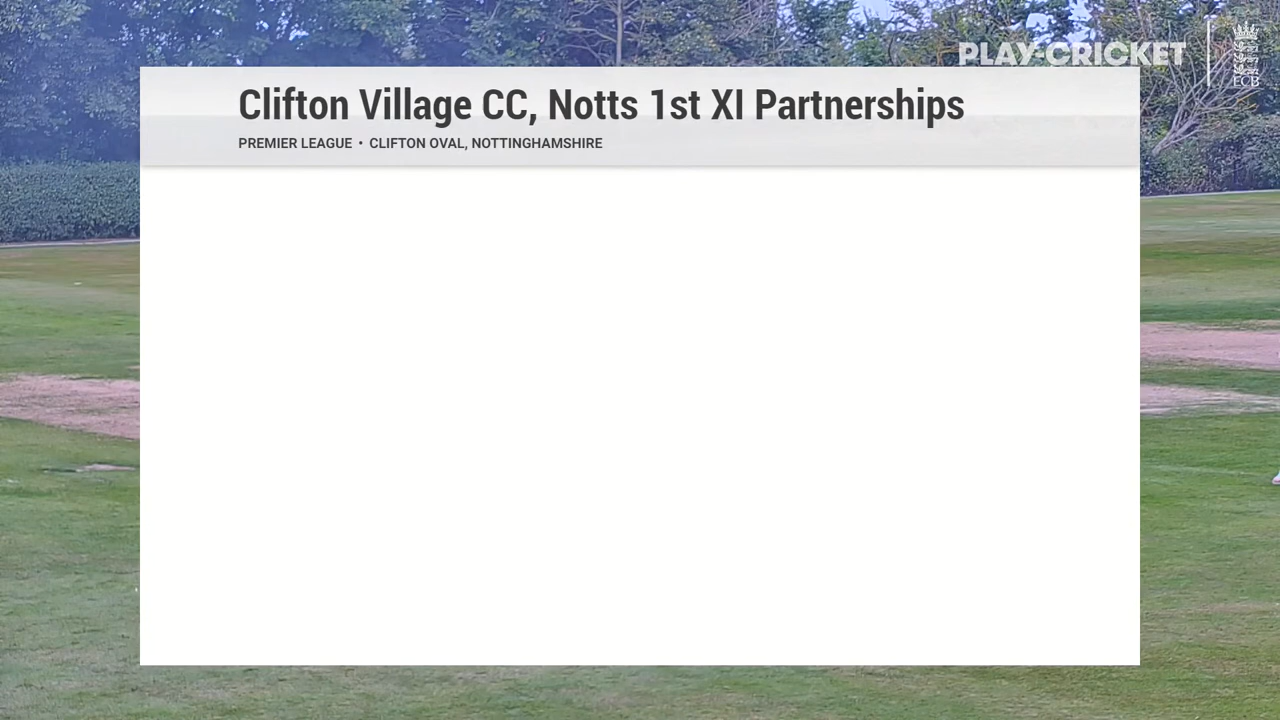 PLAY-CRICKET
ECB
Clifton Village CC, Notts 1st XI Partnerships
PREMIER LEAGUE • CLIFTON OVAL, NOTTINGHAMSHIRE